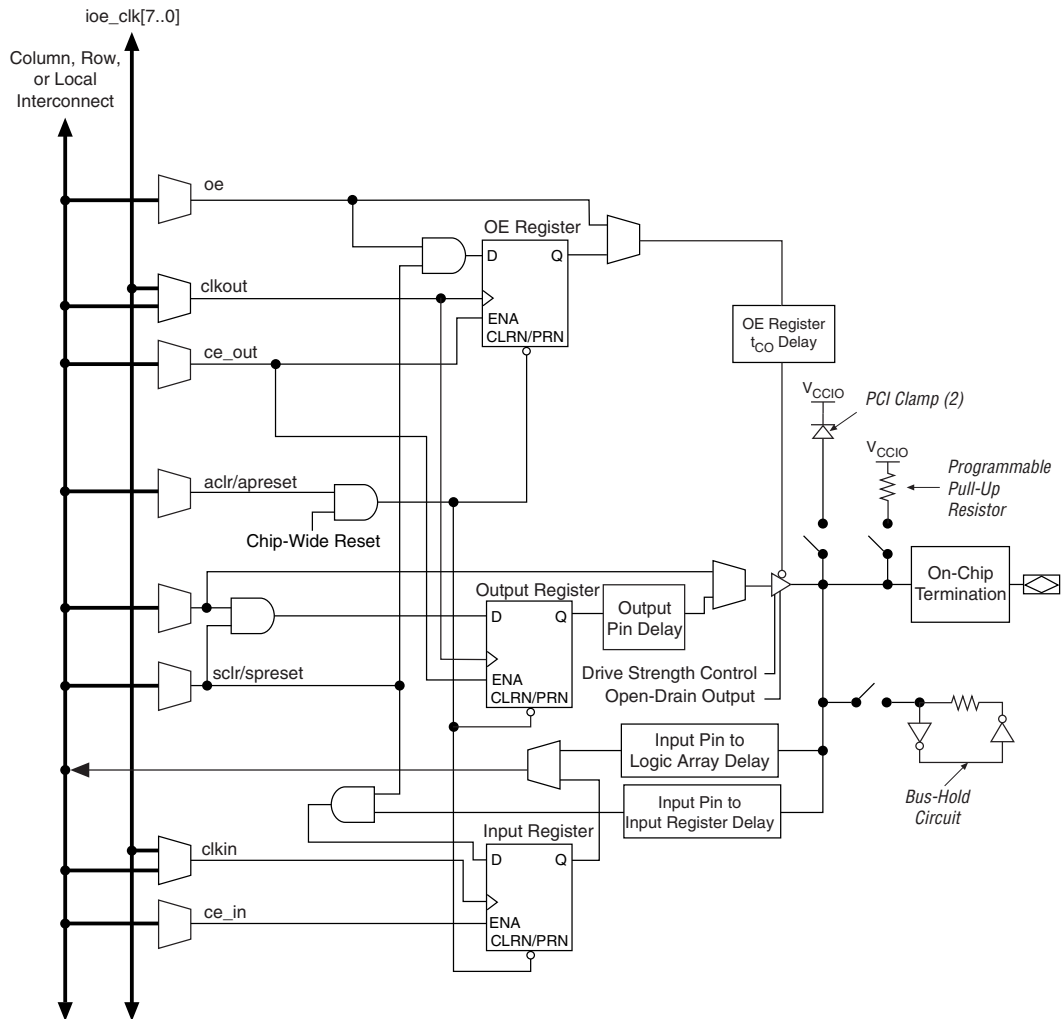 ioe_clk[7..0]
Column, Row,
or Local
Interconnect
oe
OE Register
D Q
clkout
ENA
CLRN/PRN
ce_out
OE Register
tCO Delay
VCCIO
PCI Clamp (2)
VCCIO
Programmable
Pull-Up
Resistor
aclr/apreset
Chip-Wide Reset
On-Chip
Termination
Output Register
D Q
Output
Pin Delay
ENA
CLRN/PRN
sclr/spreset
Drive Strength Control
Open-Drain Output
Input Pin to
Logic Array Delay
Input Pin to
Input Register Delay
Bus-Hold
Circuit
Input Register
D Q
clkin
ENA
CLRN/PRN
ce_in